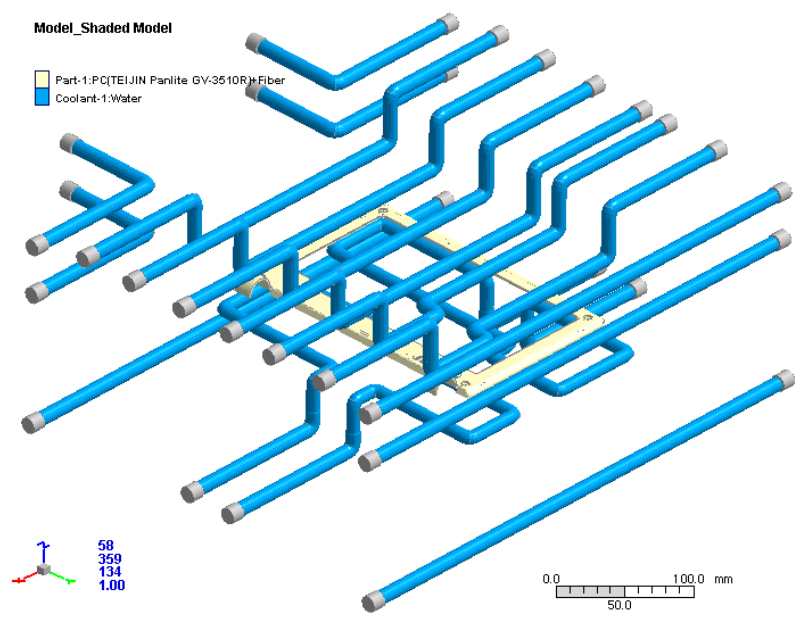 Model_Shaded Model
Part-1:PC(TEIJIN Panlite GV-3510R)+Fiber
Coolant-1:Water
58
359
134
1.00
0.0 100.0 mm
50.0